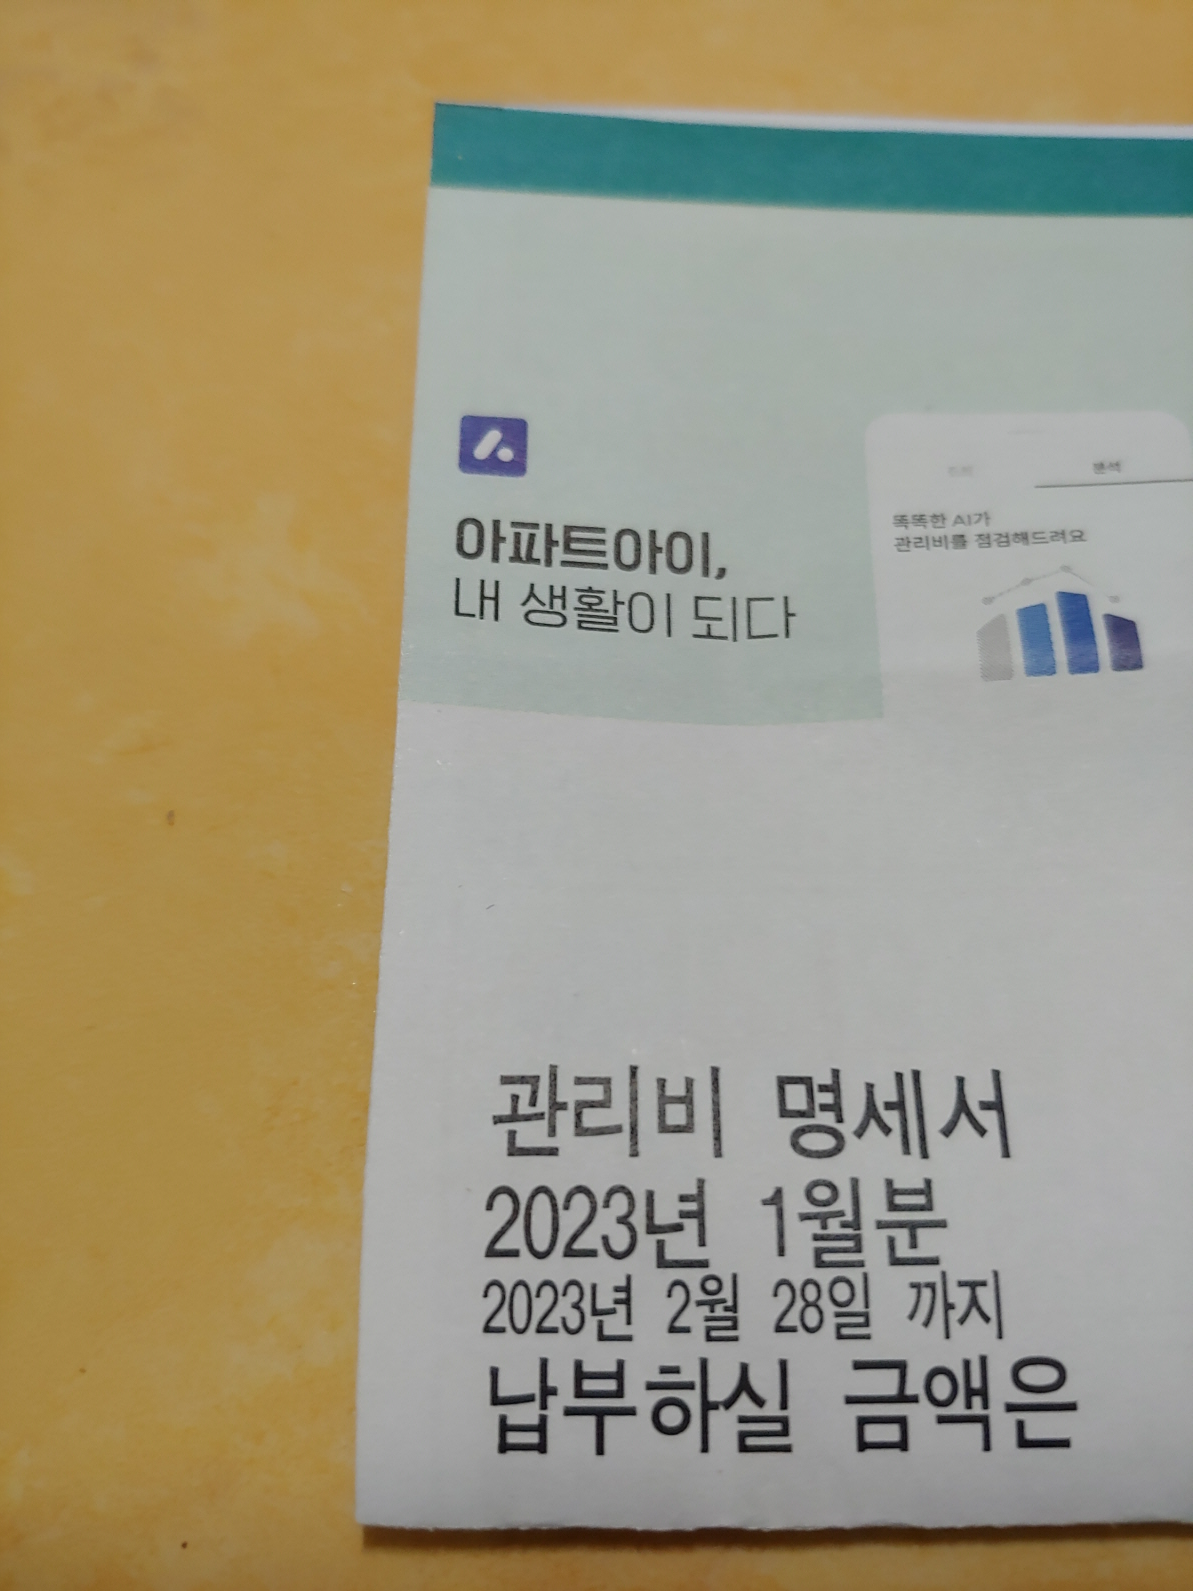 분석
똑똑한 AI가
관리비를 점검해드려요
아파트아이,
내 생활이 되다
관리비 명세서
2023년 1월분
2023년 2월 28일 까지
납부하실 금액은